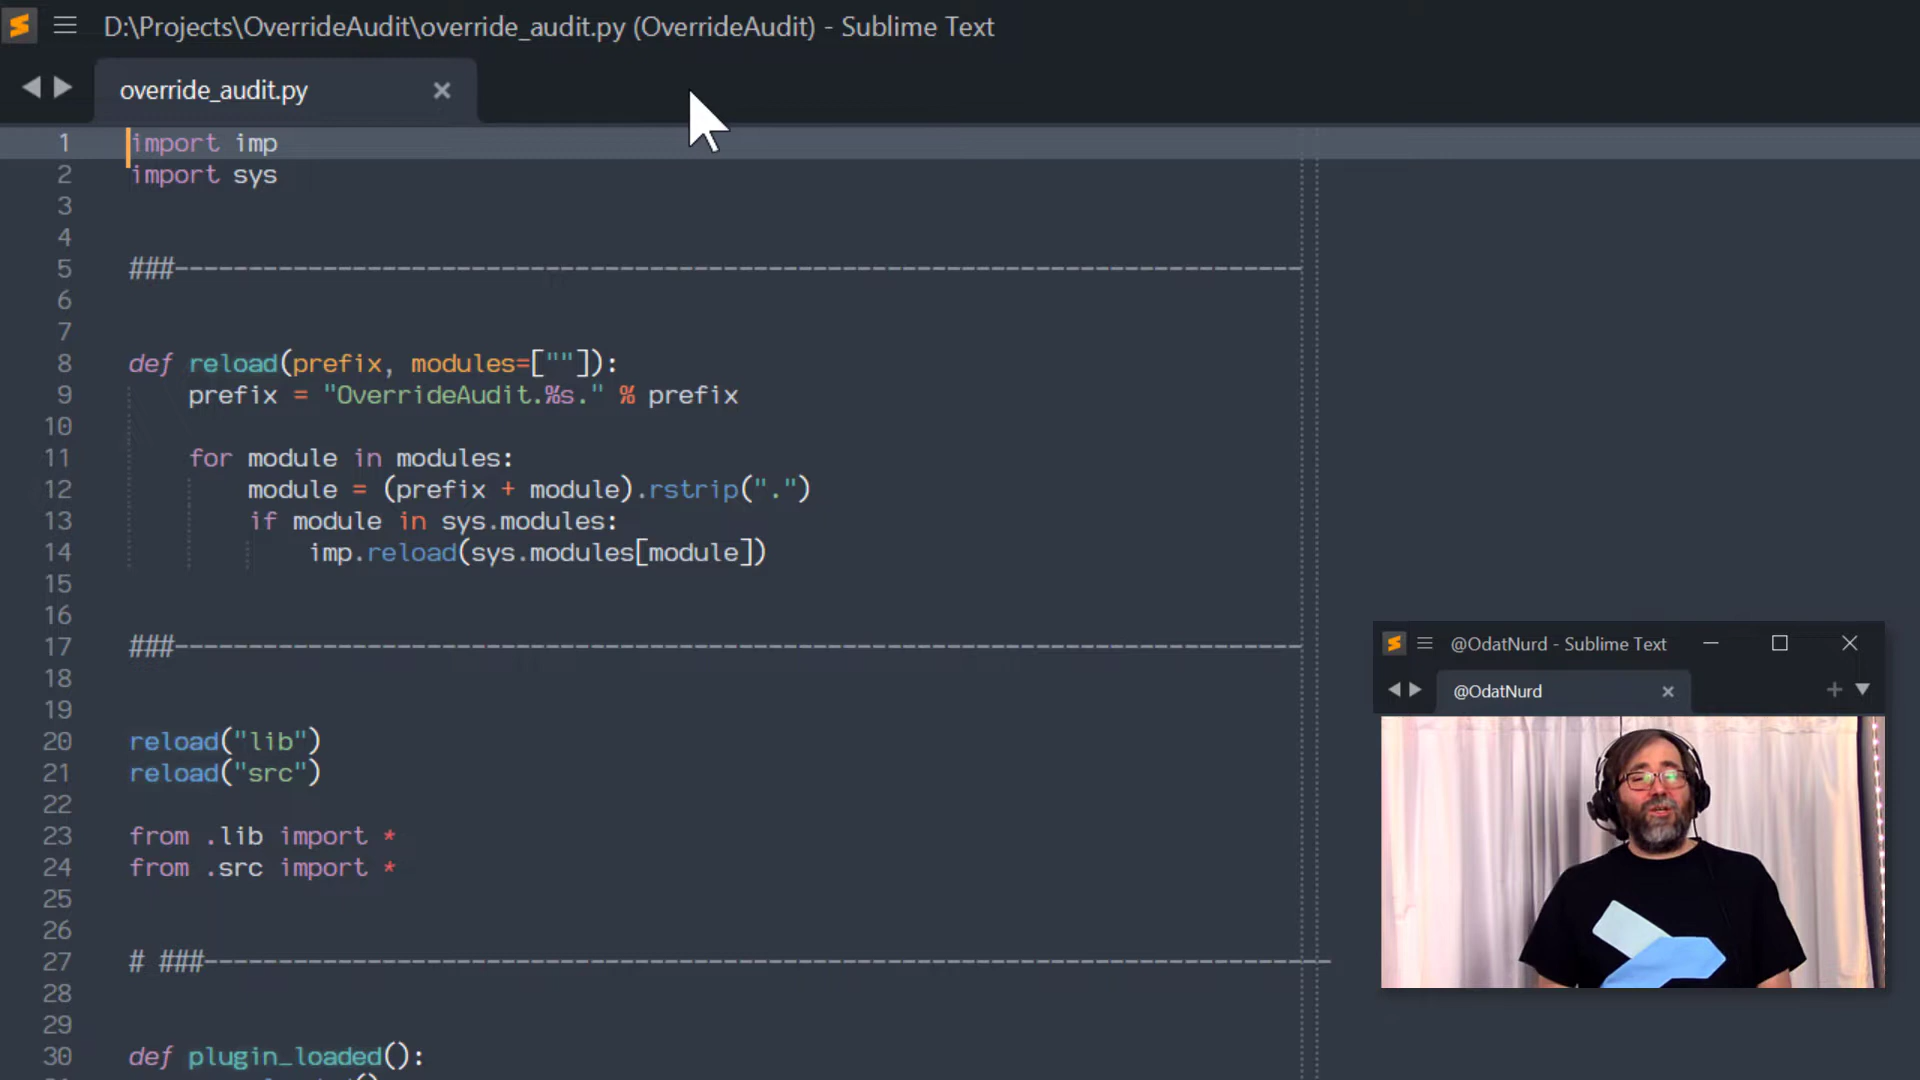 D:\Projects\OverrideAudit\override_audit.py (OverrideAudit) - Sublime Text
override_audit.py
1 import imp
2 import sys
3
4
5 ###-----------------------------------------------------------------------------
6
7
8 def reload(prefix, modules=[""]):
9     prefix = "OverrideAudit.%s." % prefix
10
11     for module in modules:
12         module = (prefix + module).rstrip(".")
13         if module in sys.modules:
14             imp.reload(sys.modules[module])
15
16
17 ###-----------------------------------------------------------------------------
18
19
20 reload("lib")
21 reload("src")
22
23 from .lib import *
24 from .src import *
25
26
27 # ###-----------------------------------------------------------------------------
28
29
30 def plugin_loaded():
@OdatNurd - Sublime Text
@OdatNurd